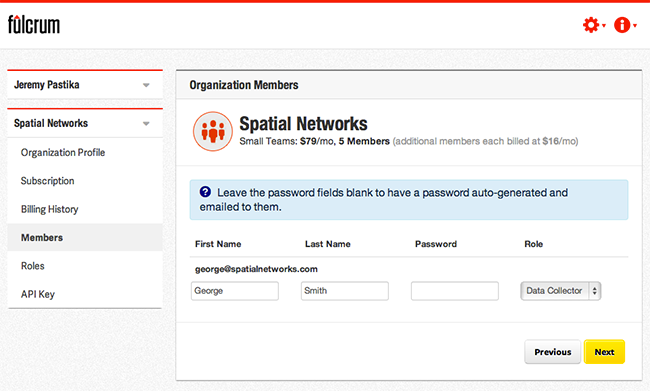 fulcrum
Jeremy Pastika
Spatial Networks
Organization Profile
Subscription
Billing History
Members
Roles
API Key
Organization Members
Spatial Networks
Small Teams: $79/mo, 5 Members (additional members each billed at $16/mo)
? Leave the password fields blank to have a password auto-generated and
emailed to them.
First Name Last Name Password Role
george@spatialnetworks.com
George Smith Data Collector
Previous Next